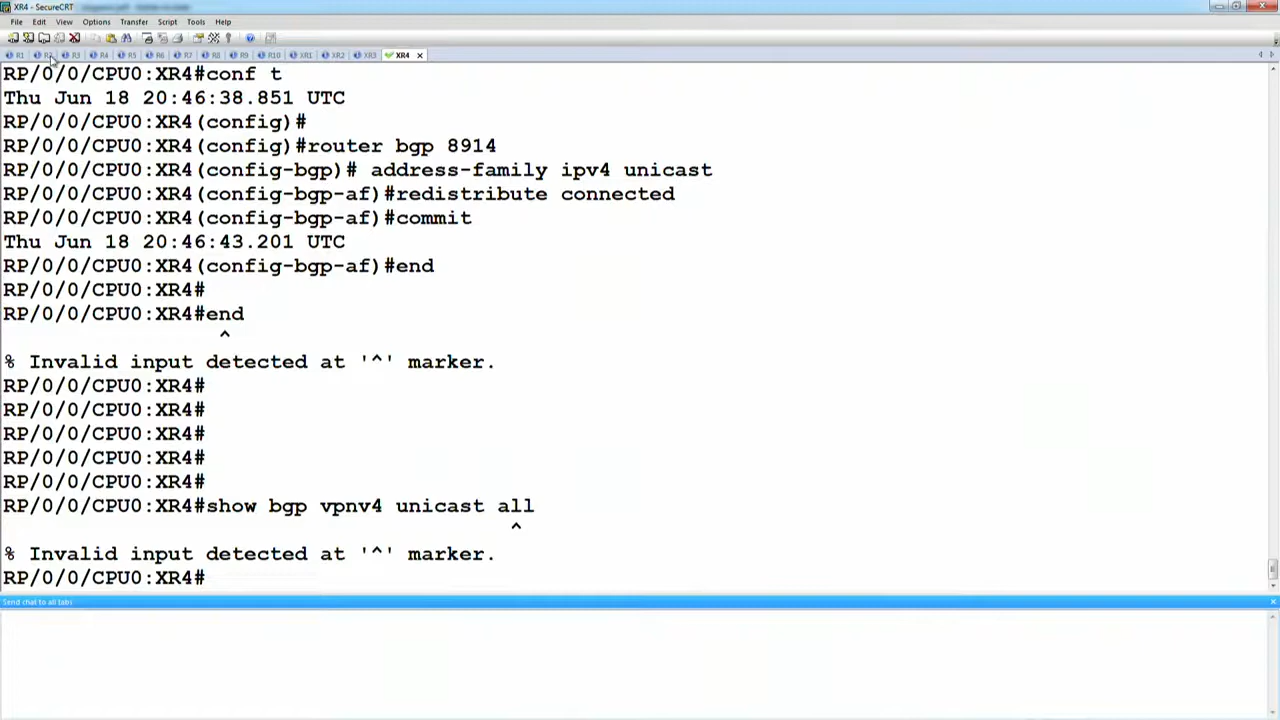 XR4 - SecureCRT
File Edit View Options Transfer Script Tools Help
R1 R2 R3 R4 R5 R6 R7 R8 R9 R10 XR1 XR2 XR3 XR4
RP/0/0/CPU0:XR4#conf t
Thu Jun 18 20:46:38.851 UTC
RP/0/0/CPU0:XR4(config)#
RP/0/0/CPU0:XR4(config)#router bgp 8914
RP/0/0/CPU0:XR4(config-bgp)# address-family ipv4 unicast
RP/0/0/CPU0:XR4(config-bgp-af)#redistribute connected
RP/0/0/CPU0:XR4(config-bgp-af)#commit
Thu Jun 18 20:46:43.201 UTC
RP/0/0/CPU0:XR4(config-bgp-af)#end
RP/0/0/CPU0:XR4#
RP/0/0/CPU0:XR4#end
^
% Invalid input detected at '^' marker.
RP/0/0/CPU0:XR4#
RP/0/0/CPU0:XR4#
RP/0/0/CPU0:XR4#
RP/0/0/CPU0:XR4#
RP/0/0/CPU0:XR4#
RP/0/0/CPU0:XR4#show bgp vpnv4 unicast all
^
% Invalid input detected at '^' marker.
RP/0/0/CPU0:XR4#
Send chat to all tabs